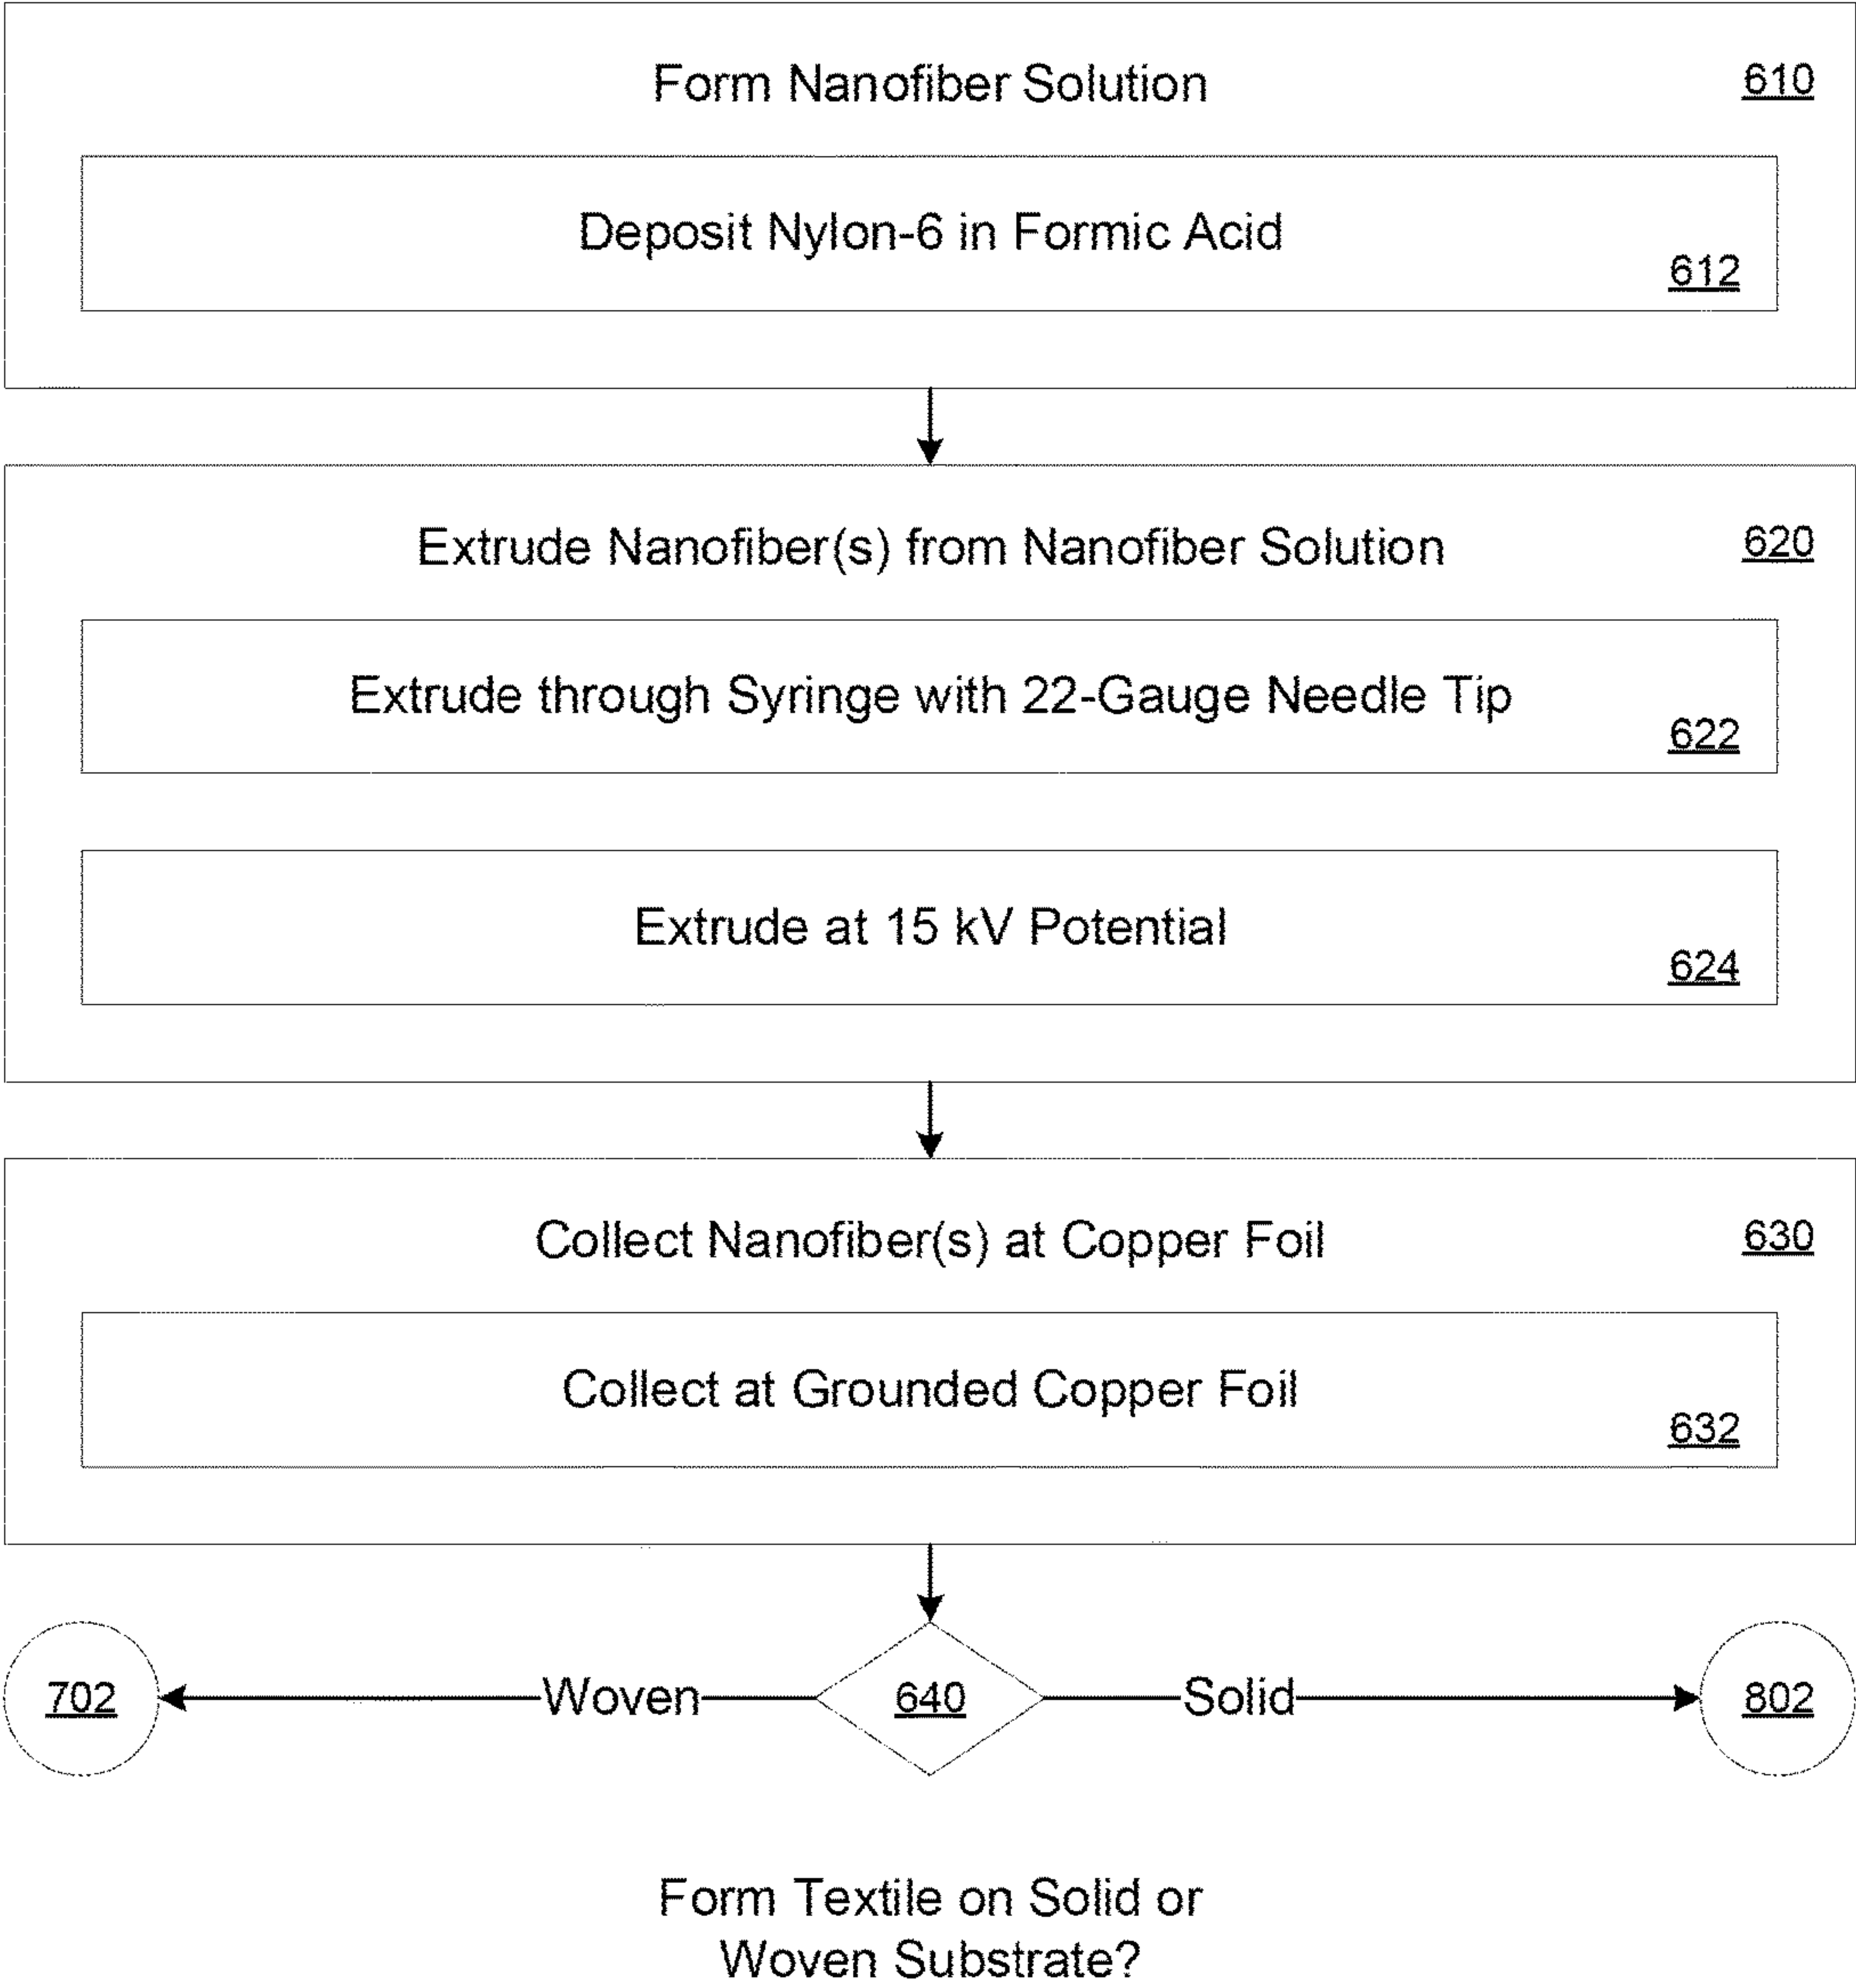 Form Nanofiber Solution
610
Deposit Nylon-6 in Formic Acid
612
Extrude Nanofiber(s) from Nanofiber Solution
620
Extrude through Syringe with 22-Gauge Needle Tip
622
Extrude at 15 kV Potential
624
Collect Nanofiber(s) at Copper Foil
630
Collect at Grounded Copper Foil
632
702
Woven
640
Solid
802
Form Textile on Solid or
Woven Substrate?